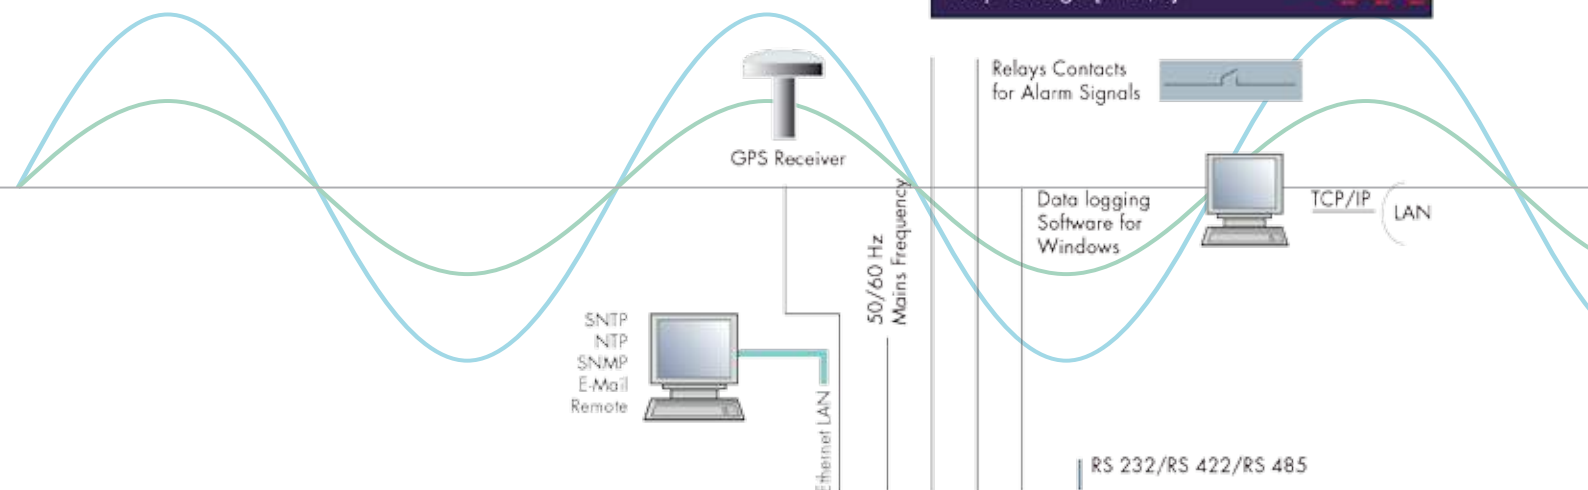 Relays Contacts
for Alarm Signals
GPS Receiver
50/60 Hz
Mains Frequency
Data logging
Software for
Windows
TCP/IP
LAN
SNTP
NTP
SNMP
E-Mail
Remote
Ethernet LAN
RS 232/RS 422/RS 485